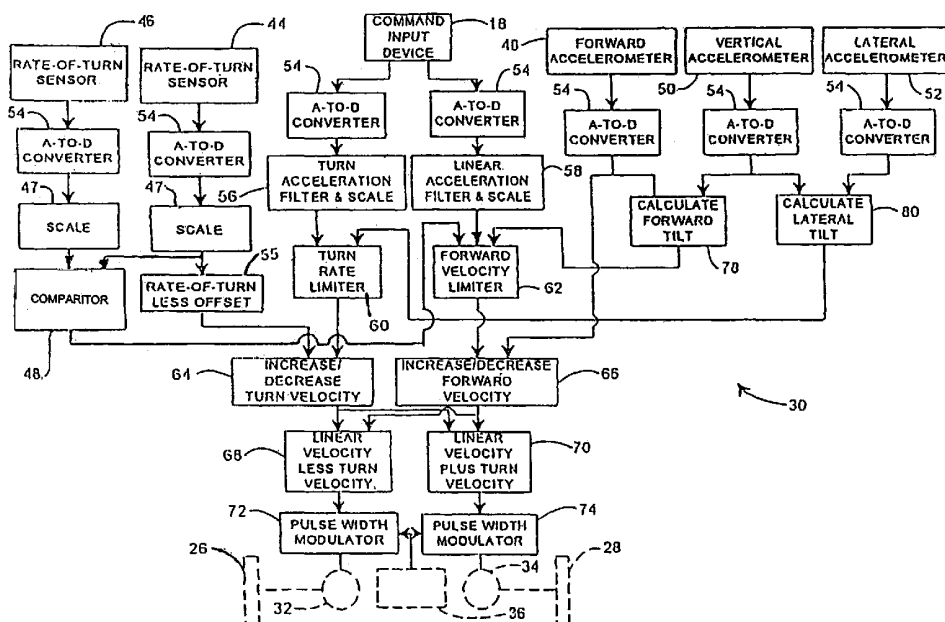 46
44
COMMAND
INPUT
DEVICE
18
40
RATE-OF-TURN
SENSOR
RATE-OF-TURN
SENSOR
FORWARD
ACCELEROMETER
VERTICAL
ACCELEROMETER
LATERAL
ACCELEROMETER
54
54
50
52
54
54
54
54
54
A-TO-D
CONVERTER
A-TO-D
CONVERTER
A-TO-D
CONVERTER
A-TO-D
CONVERTER
A-TO-D
CONVERTER
A-TO-D
CONVERTER
A-TO-D
CONVERTER
47
47
56
TURN
ACCELERATION
FILTER & SCALE
LINEAR
ACCELERATION
FILTER & SCALE
58
SCALE
SCALE
CALCULATE
FORWARD
TILT
CALCULATE
LATERAL
TILT
80
78
55
COMPARITOR
RATE-OF-TURN
LESS OFFSET
TURN
RATE
LIMITER
FORWARD
VELOCITY
LIMITER
60
62
48
64
INCREASE/
DECREASE
TURN VELOCITY
INCREASE/DECREASE
FORWARD
VELOCITY
66
30
68
LINEAR
VELOCITY
LESS TURN
VELOCITY.
LINEAR
VELOCITY
PLUS TURN
VELOCITY
70
72
PULSE WIDTH
MODULATOR
PULSE WIDTH
MODULATOR
74
26
34
28
32
36